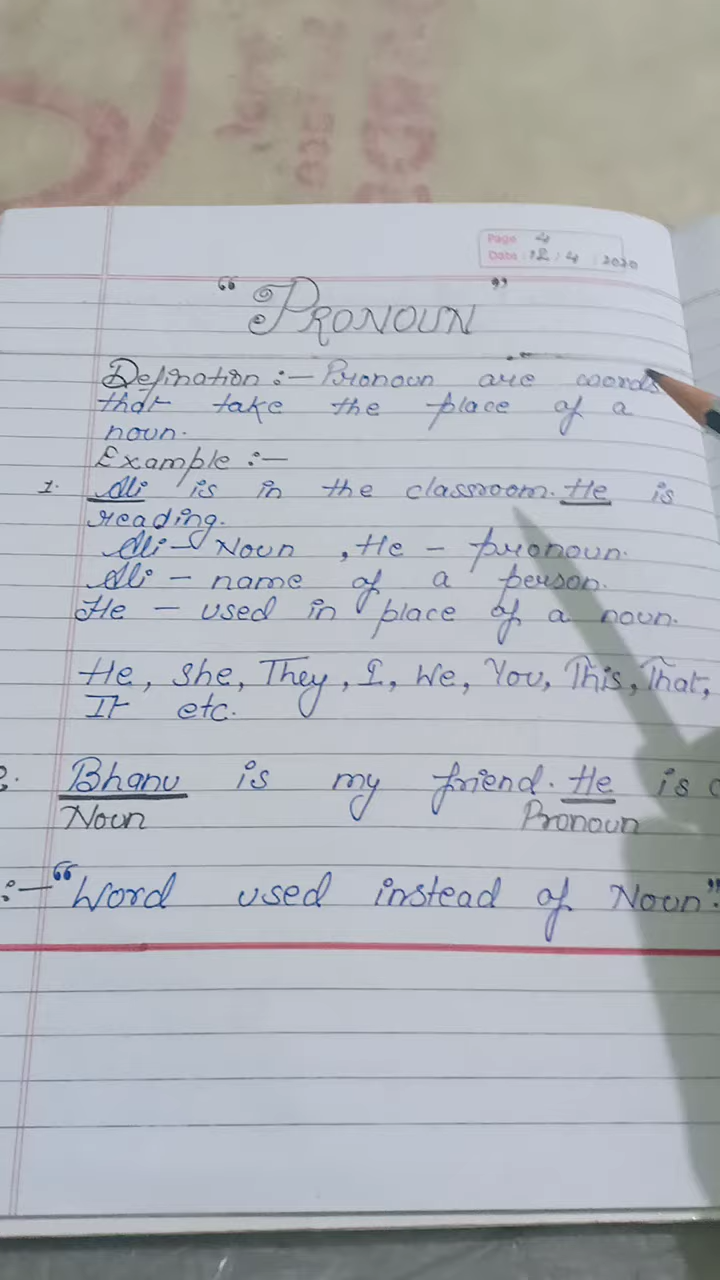 Page 4
Date : 12 / 4 / 2020
"PRONOUN"
Defination :- Pronoun are words
that take the place of a
noun.
Example :-
1. Ali is in the classroom. He is
reading.
Ali - Noun , He - pronoun.
Ali - name of a person.
He - used in place of a noun.
He, She, They, I, We, You, This, That,
It etc.
Bhanu is my friend. He is
Noun Pronoun
:- "Word used instead of Noun".